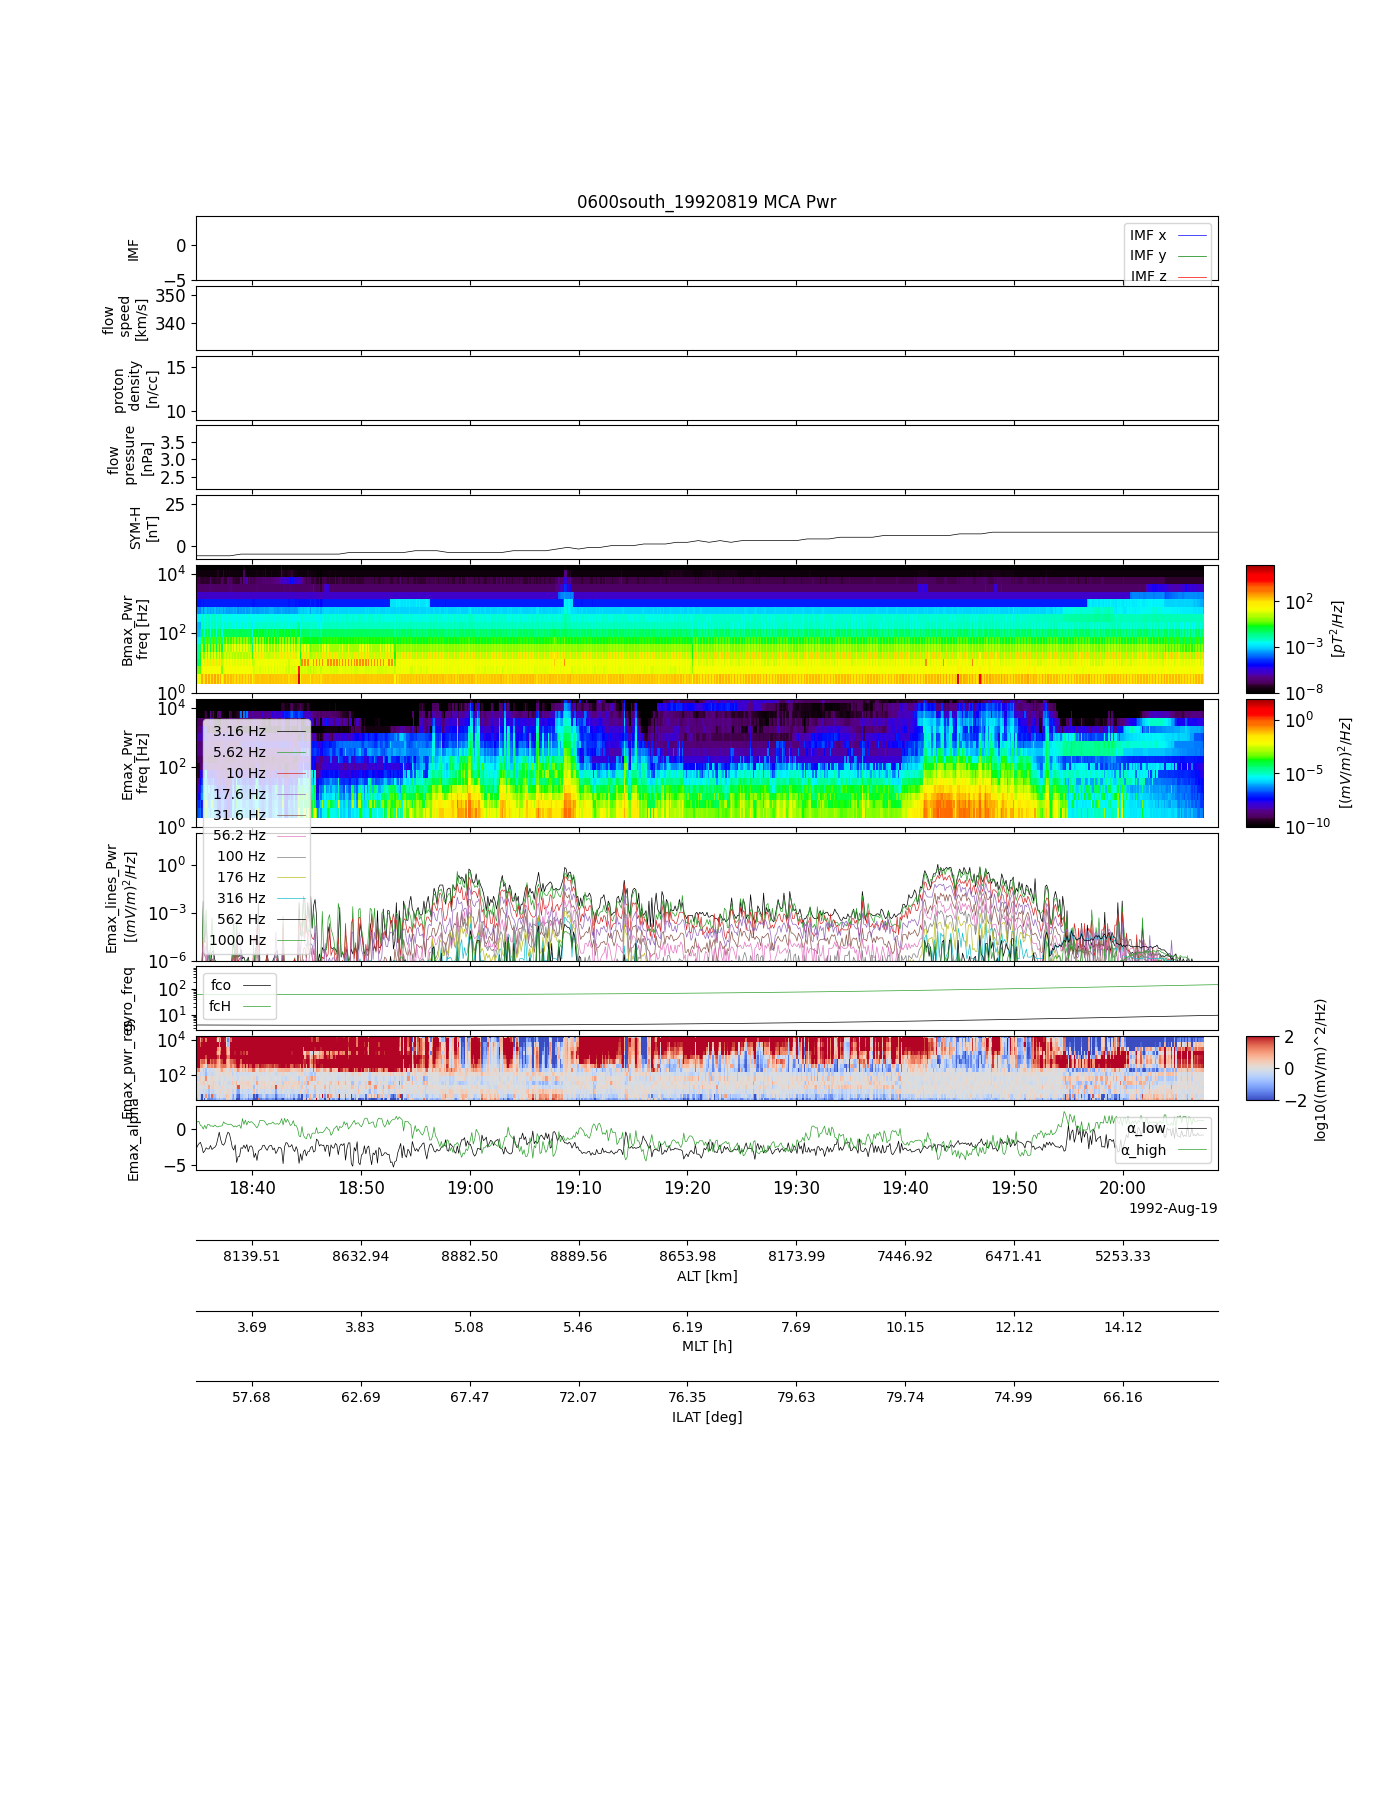 0600south_19920819 MCA Pwr
IMF
0
−5
IMF x
IMF y
IMF z
flow
speed
[km/s]
350
340
proton
density
[n/cc]
15
10
flow
pressure
[nPa]
3.5
3.0
2.5
SYM-H
[nT]
25
0
Bmax_Pwr
freq [Hz]
10^4
10^2
10^0
10^2
10^−3
10^−8
[pT^2/Hz]
Emax_Pwr
freq [Hz]
10^4
10^2
10^0
10^0
10^−5
10^−10
[(mV/m)^2/Hz]
3.16 Hz
5.62 Hz
10 Hz
17.6 Hz
31.6 Hz
56.2 Hz
100 Hz
176 Hz
316 Hz
562 Hz
1000 Hz
Emax_lines_Pwr
[(mV/m)^2/Hz]
10^0
10^−3
10^−6
gyro_freq
10^2
10^1
fco
fcH
Emax_pwr_reg
10^4
10^2
2
0
−2
log10((mV/m)^2/Hz)
Emax_alpha
0
−5
α_low
α_high
18:40 18:50 19:00 19:10 19:20 19:30 19:40 19:50 20:00
1992-Aug-19
8139.51 8632.94 8882.50 8889.56 8653.98 8173.99 7446.92 6471.41 5253.33
ALT [km]
3.69 3.83 5.08 5.46 6.19 7.69 10.15 12.12 14.12
MLT [h]
57.68 62.69 67.47 72.07 76.35 79.63 79.74 74.99 66.16
ILAT [deg]